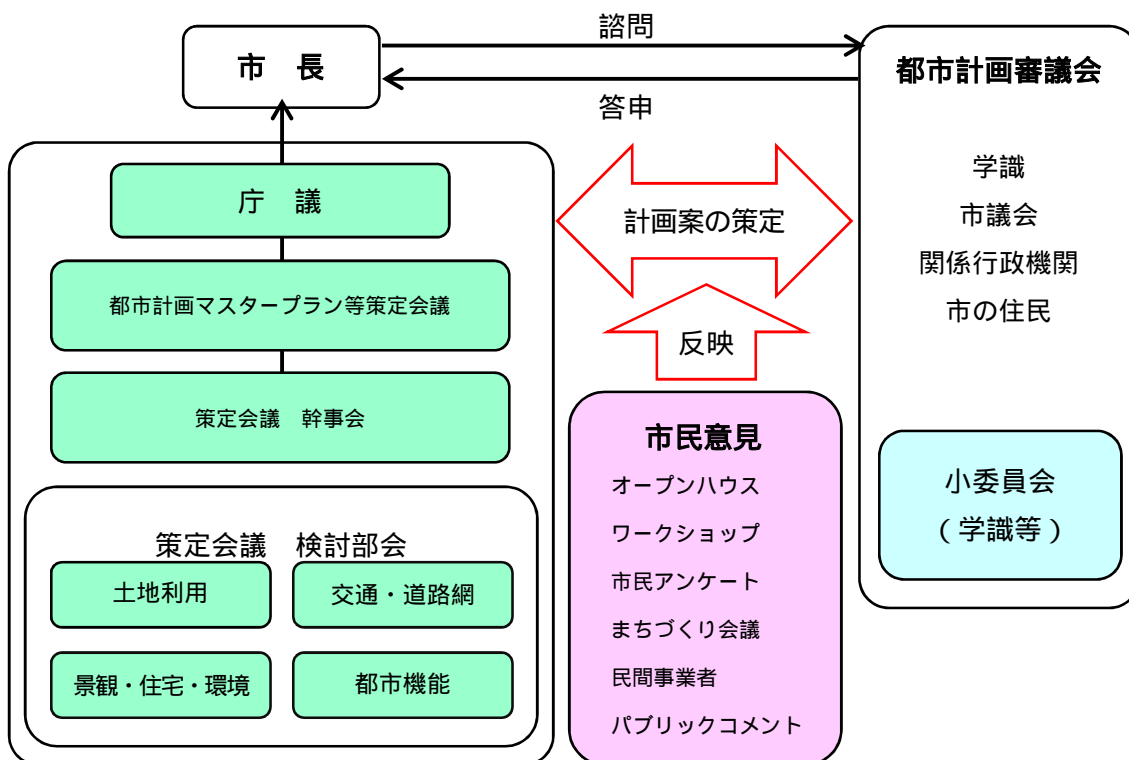 諮問
市　長
答申
都市計画審議会
学識
市議会
関係行政機関
市の住民
小委員会
（学識等）
庁　議
都市計画マスタープラン等策定会議
策定会議　幹事会
策定会議　検討部会
土地利用
交通・道路網
景観・住宅・環境
都市機能
計画案の策定
反映
市民意見
オープンハウス
ワークショップ
市民アンケート
まちづくり会議
民間事業者
パブリックコメント